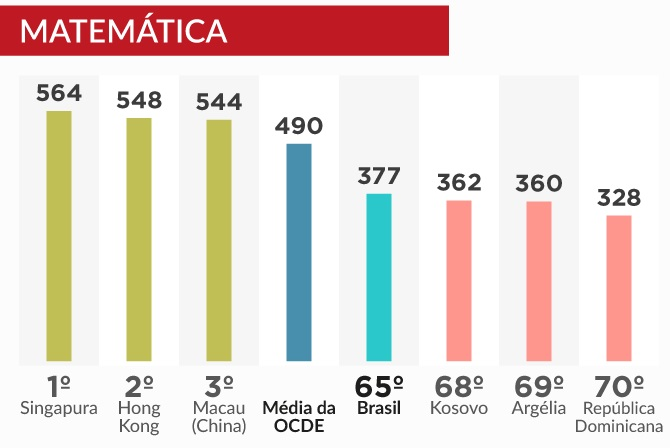 MATEMÁTICA
564
548
544
490
377
362
360
328
1º
2º
3º
65º
68º
69º
70º
Singapura
Hong
Kong
Macau
(China)
Média da
OCDE
Brasil
Kosovo
Argélia
República
Dominicana